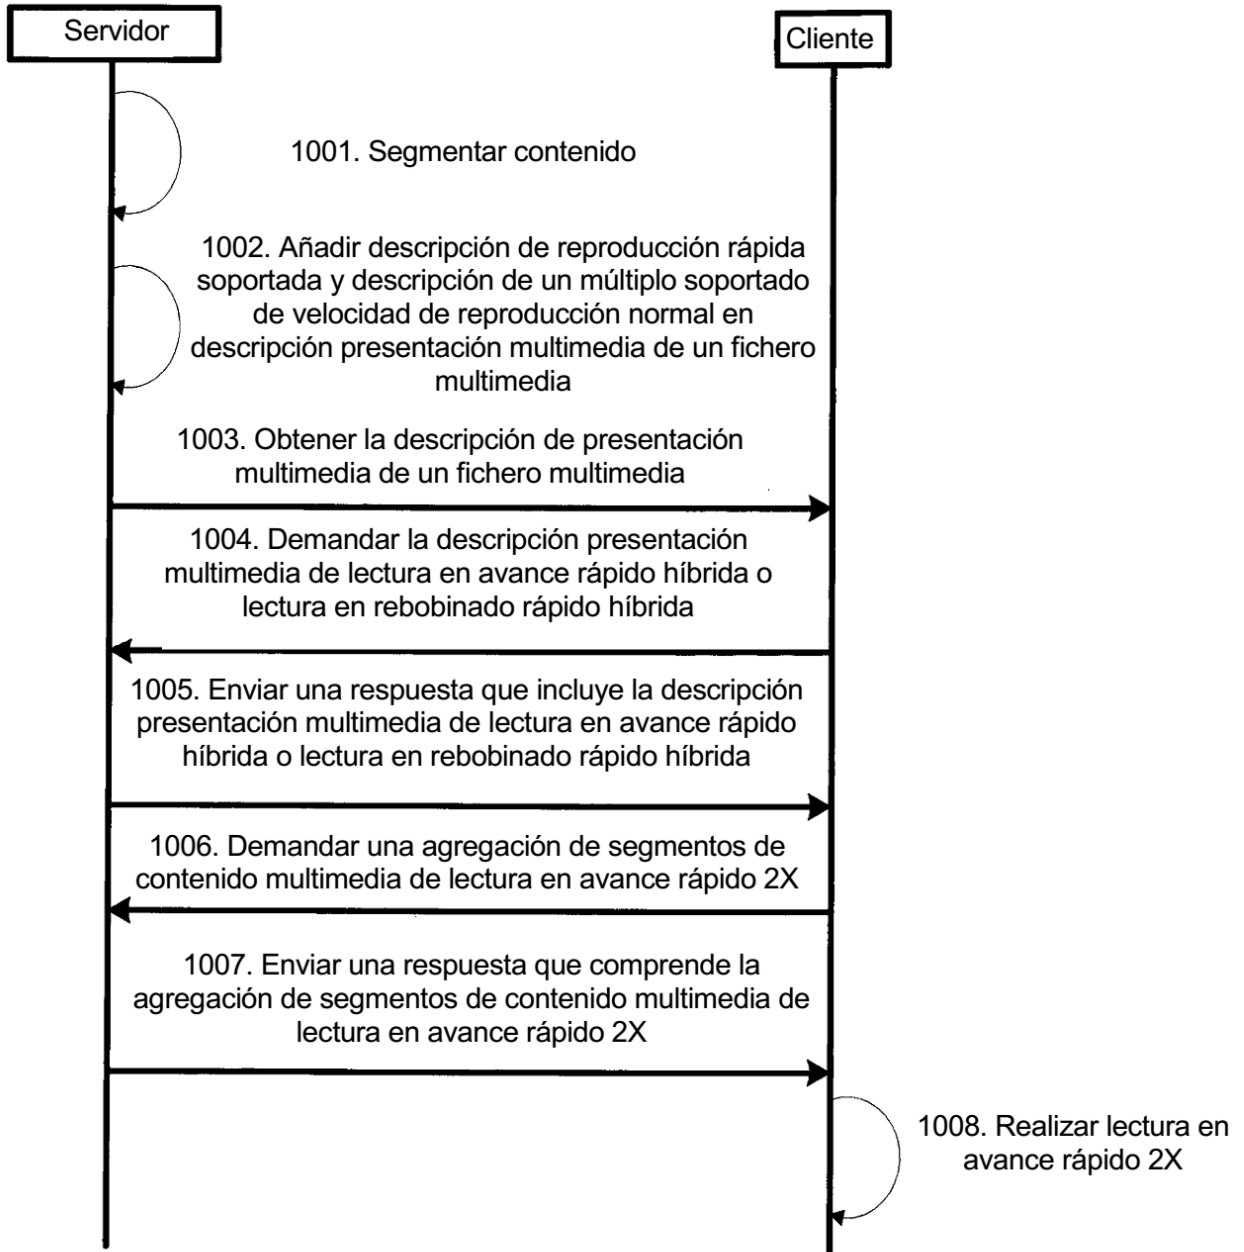 Servidor
Cliente
1001. Segmentar contenido
1002. Añadir descripción de reproducción rápida
soportada y descripción de un múltiplo soportado
de velocidad de reproducción normal en
descripción presentación multimedia de un fichero
multimedia
1003. Obtener la descripción de presentación
multimedia de un fichero multimedia
1004. Demandar la descripción presentación
multimedia de lectura en avance rápido híbrida o
lectura en rebobinado rápido híbrida
1005. Enviar una respuesta que incluye la descripción
presentación multimedia de lectura en avance rápido
híbrida o lectura en rebobinado rápido híbrida
1006. Demandar una agregación de segmentos de
contenido multimedia de lectura en avance rápido 2X
1007. Enviar una respuesta que comprende la
agregación de segmentos de contenido multimedia de
lectura en avance rápido 2X
1008. Realizar lectura en
avance rápido 2X